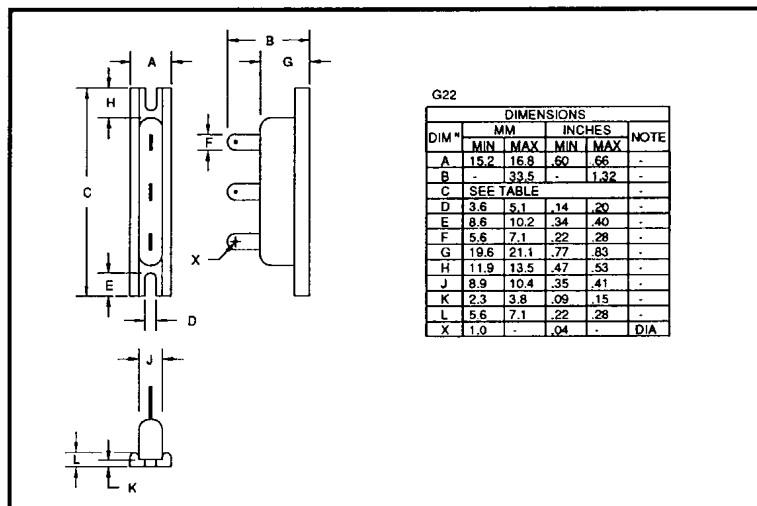 A
B
G
H
F
C
X
E
D
J
L
K
G22
DIMENSIONS
DIM" MM INCHES NOTE
MIN MAX MIN MAX
A 15.2 16.8 .60 .66 -
B - 33.5 - 1.32 -
C SEE TABLE -
D 3.6 5.1 .14 .20 -
E 8.6 10.2 .34 .40 -
F 5.6 7.1 .22 .28 -
G 19.6 21.1 .77 .83 -
H 11.9 13.5 .47 .53 -
J 8.9 10.4 .35 .41 -
K 2.3 3.8 .09 .15 -
L 5.6 7.1 .22 .28 -
X 1.0 - .04 - DIA